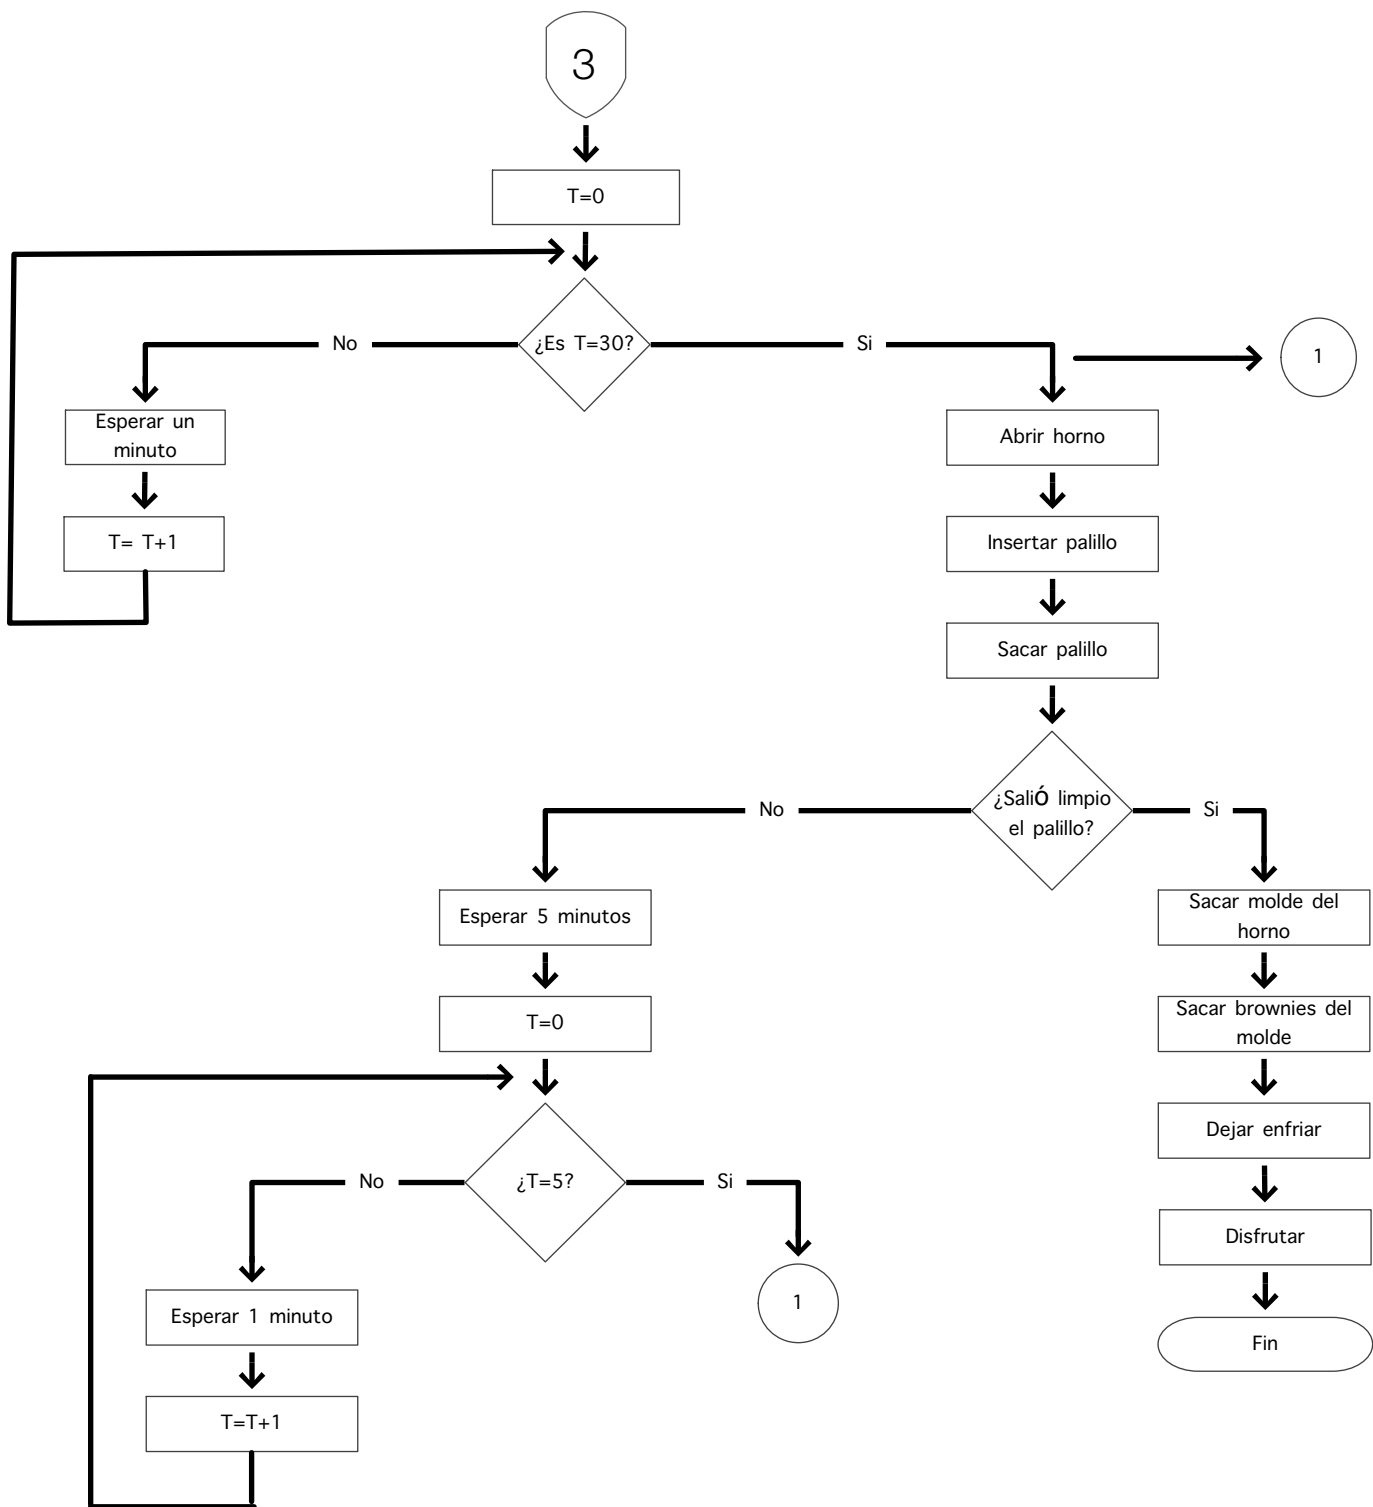 3
T=0
¿Es T=30?
No
Si
1
Esperar un
minuto
T= T+1
Abrir horno
Insertar palillo
Sacar palillo
¿SaliÓ limpio
el palillo?
No
Si
Esperar 5 minutos
T=0
¿T=5?
No
Si
1
Esperar 1 minuto
T=T+1
Sacar molde del
horno
Sacar brownies del
molde
Dejar enfriar
Disfrutar
Fin